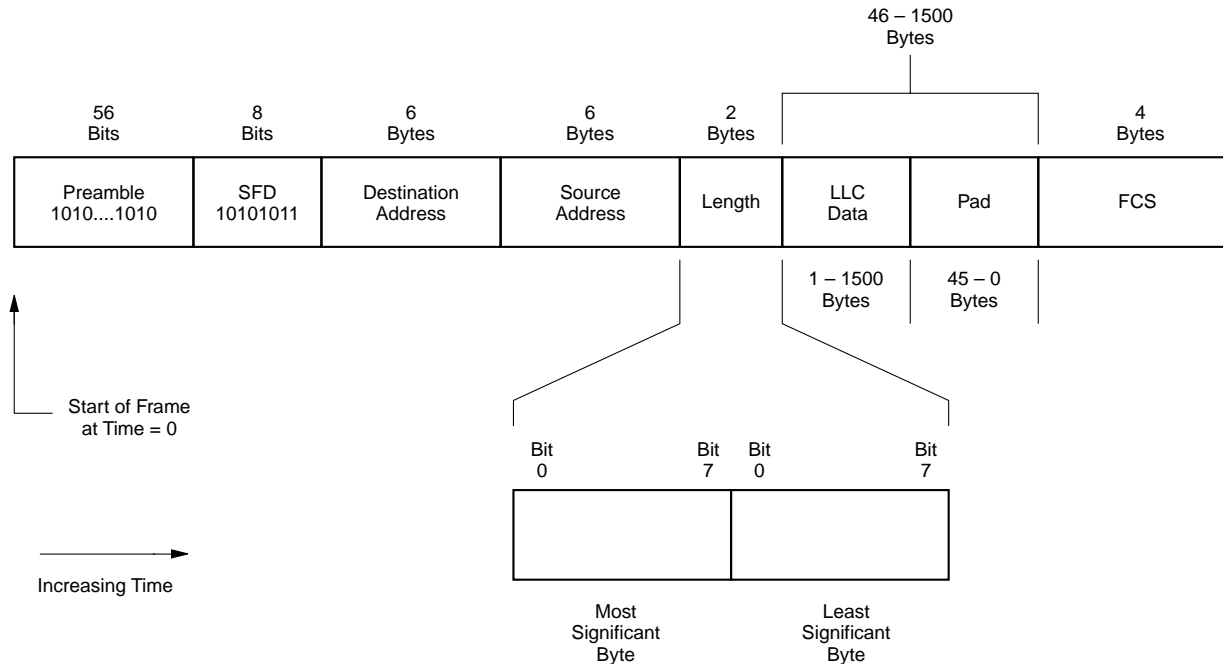 46 – 1500
Bytes
56
Bits
8
Bits
6
Bytes
6
Bytes
2
Bytes
4
Bytes
Preamble
1010....1010
SFD
10101011
Destination
Address
Source
Address
Length
LLC
Data
Pad
FCS
1 – 1500
Bytes
45 – 0
Bytes
Start of Frame
at Time = 0
Bit
0
Bit
7
Bit
0
Bit
7
Increasing Time
Most
Significant
Byte
Least
Significant
Byte